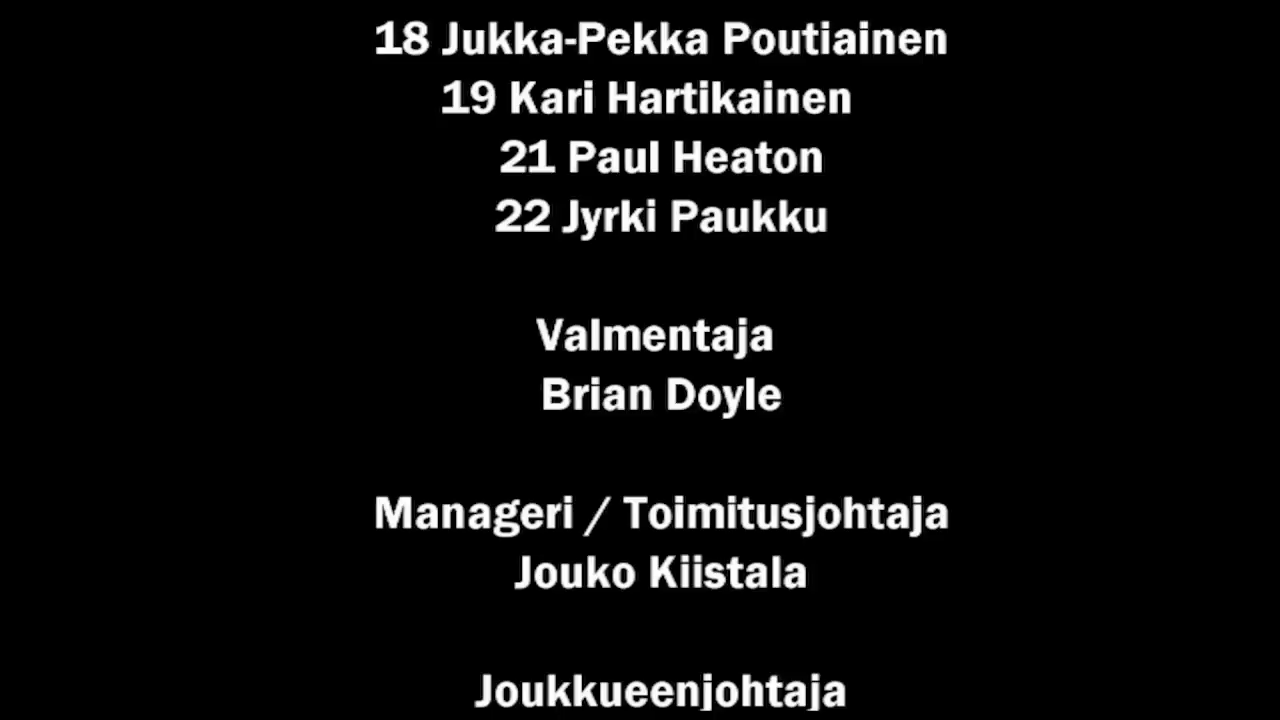 18 Jukka-Pekka Poutiainen
19 Kari Hartikainen
21 Paul Heaton
22 Jyrki Paukku
Valmentaja
Brian Doyle
Manageri / Toimitusjohtaja
Jouko Kiistala
Joukkueenjohtaja